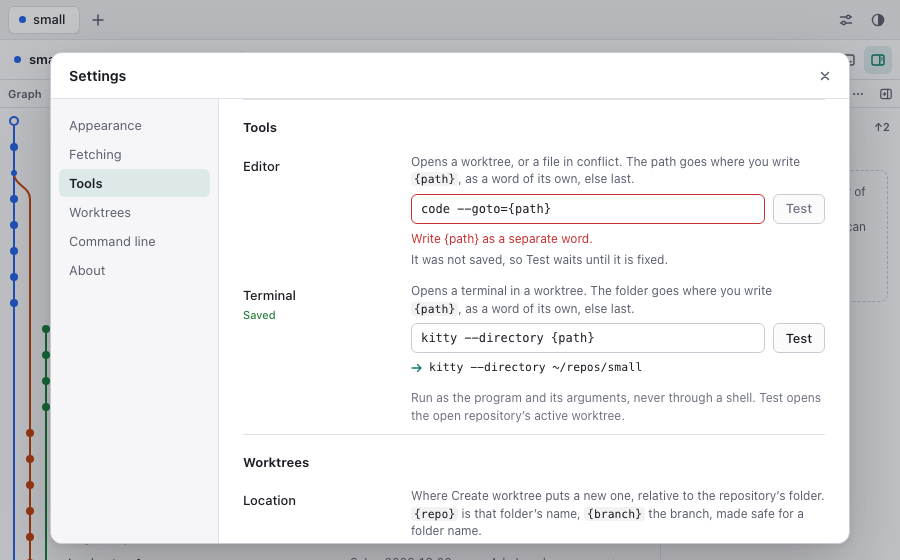 small
small
Graph
Settings
↑2
Appearance
Fetching
Tools
Worktrees
Command line
About
Tools
Editor
Opens a worktree, or a file in conflict. The path goes where you write
{path}, as a word of its own, else last.
code --goto={path}
Test
Write {path} as a separate word.
It was not saved, so Test waits until it is fixed.
Terminal
Saved
Opens a terminal in a worktree. The folder goes where you write
{path}, as a word of its own, else last.
kitty --directory {path}
Test
→ kitty --directory ~/repos/small
Run as the program and its arguments, never through a shell. Test opens
the open repository's active worktree.
Worktrees
Location
Where Create worktree puts a new one, relative to the repository's folder.
{repo} is that folder's name, {branch} the branch, made safe for a
folder name.
of
can